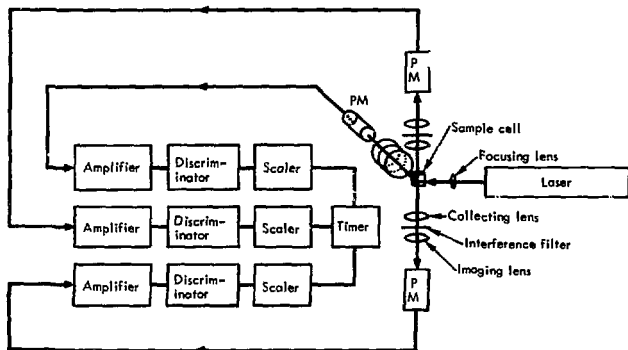 P
M
PM
Sample cell
Focusing lens
Laser
Amplifier
Discrim-
inator
Scaler
Collecting lens
Amplifier
Discrim-
inator
Scaler
Timer
Interference filter
Imaging lens
Amplifier
Discrim-
inator
Scaler
P
M